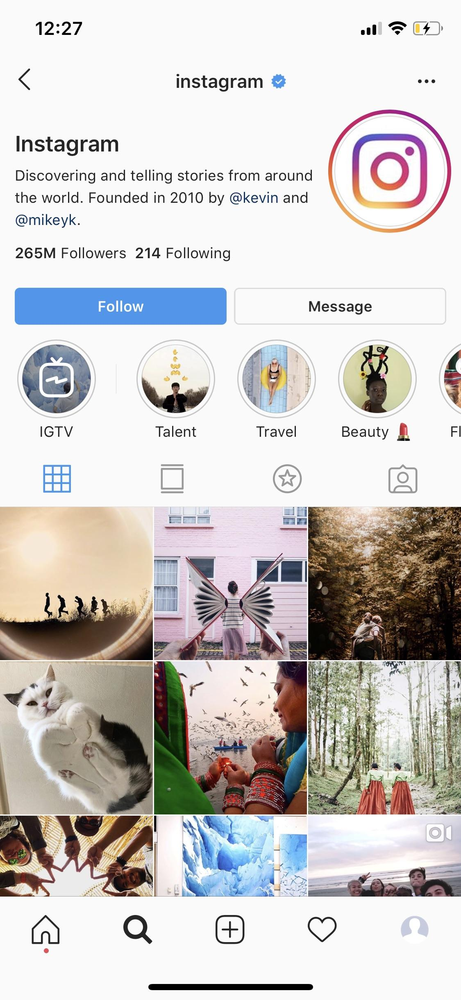 12:27
instagram
Instagram
Discovering and telling stories from around
the world. Founded in 2010 by @kevin and
@mikeyk.
265M Followers 214 Following
Follow
Message
IGTV
Talent
Travel
Beauty 💄